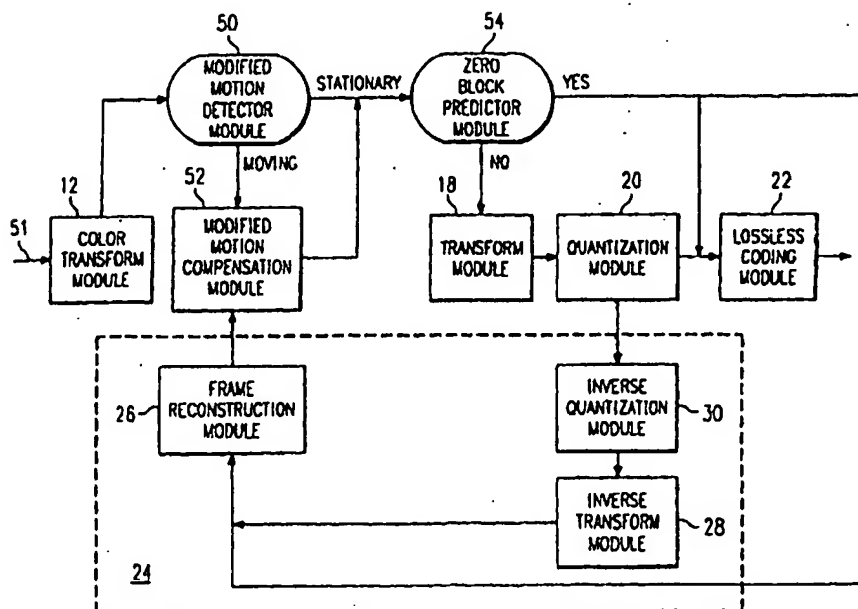 50
MODIFIED
MOTION
DETECTOR
MODULE
STATIONARY
54
ZERO
BLOCK
PREDICTOR
MODULE
YES
MOVING
NO
12
51
COLOR
TRANSFORM
MODULE
52
MODIFIED
MOTION
COMPENSATION
MODULE
18
TRANSFORM
MODULE
20
QUANTIZATION
MODULE
22
LOSSLESS
CODING
MODULE
26
FRAME
RECONSTRUCTION
MODULE
INVERSE
QUANTIZATION
MODULE
30
INVERSE
TRANSFORM
MODULE
28
24